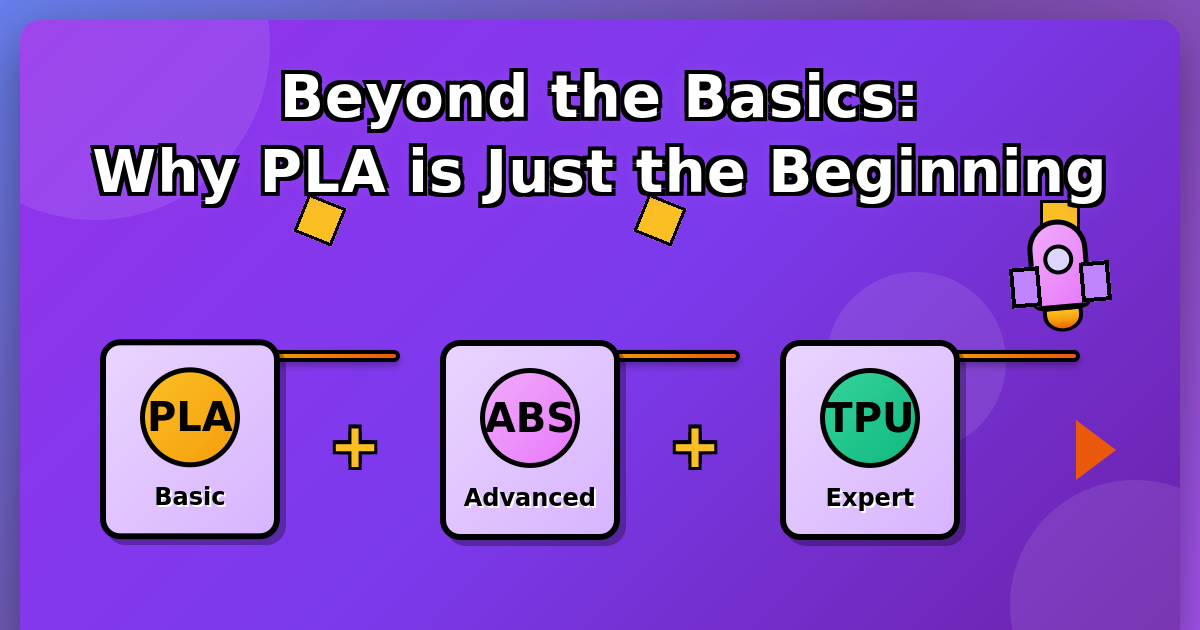 Beyond the Basics:
Why PLA is Just the Beginning
PLA
Basic
+
ABS
Advanced
+
TPU
Expert